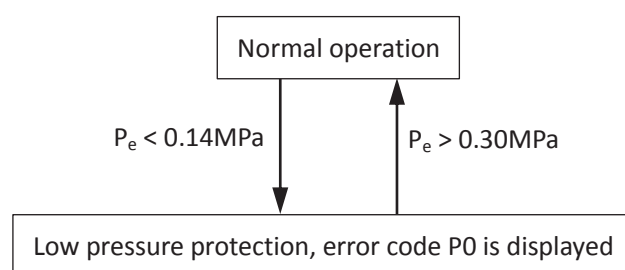 Normal operation
Pₑ < 0.14MPa
Pₑ > 0.30MPa
Low pressure protection, error code P0 is displayed